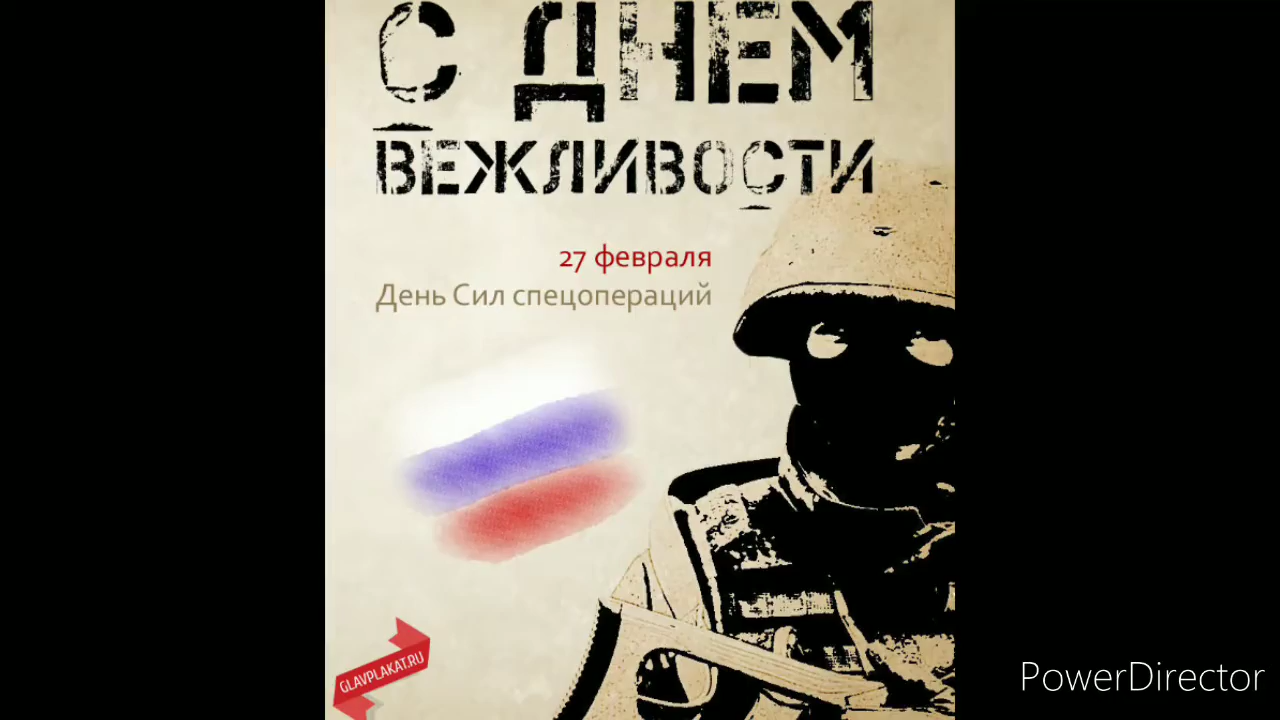 С ДНЕМ
ВЕЖЛИВОСТИ
27 февраля
День Сил спецопераций
GLAVPLAKAT.RU
PowerDirector